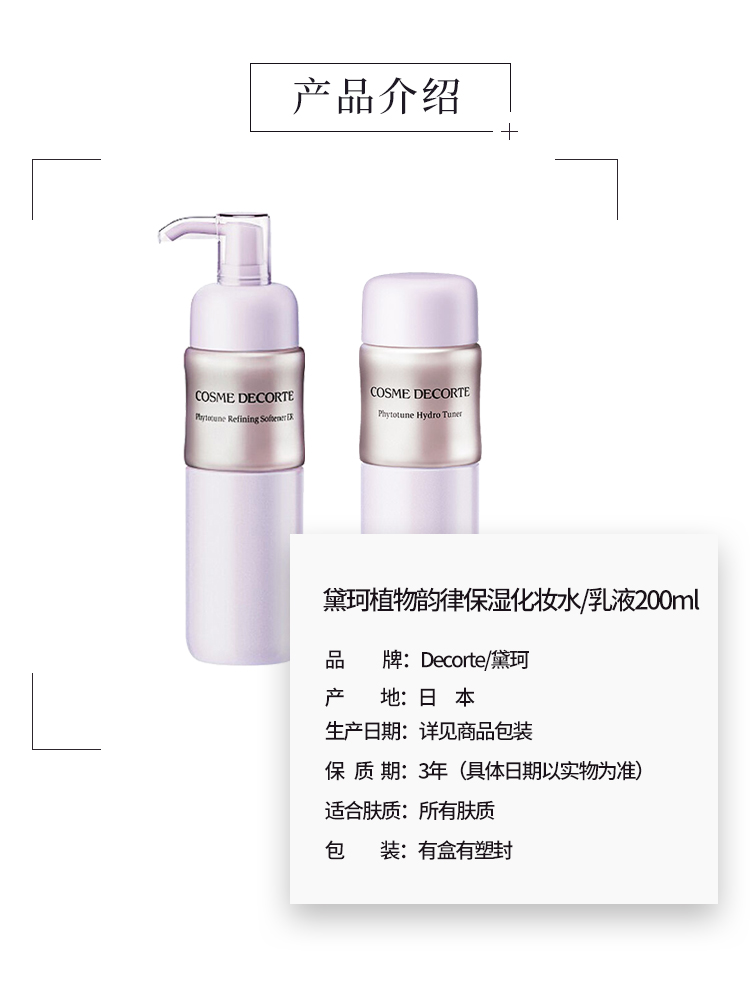 产品介绍
COSME DECORTE
Phytotune Refining Softener ER
COSME DECORTE
Phytotune Hydro Tuner
黛珂植物韵律保湿化妆水/乳液200ml
品 牌：Decorte/黛珂
产 地：日 本
生产日期：详见商品包装
保 质 期：3年（具体日期以实物为准）
适合肤质：所有肤质
包 装：有盒有塑封